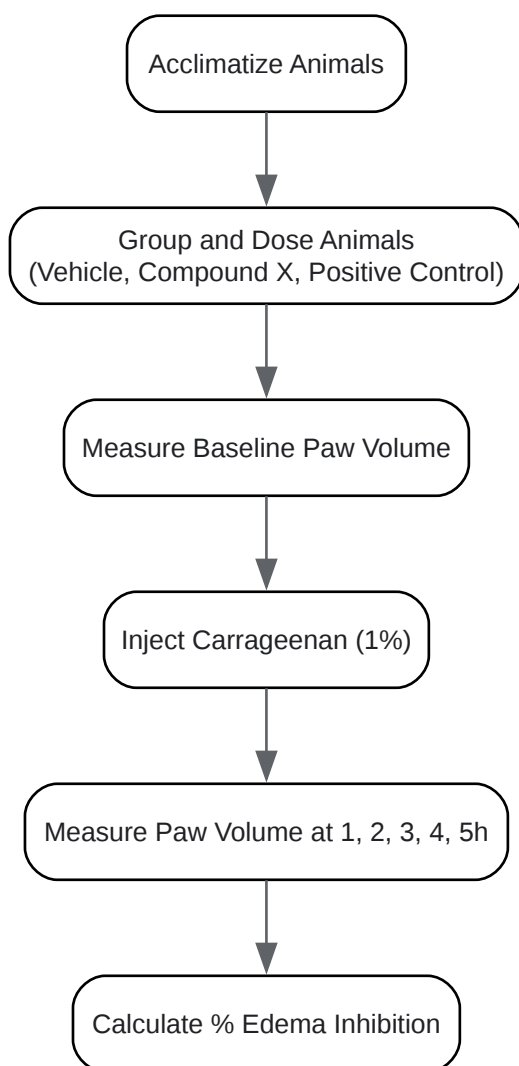 Acclimatize Animals
Group and Dose Animals
(Vehicle, Compound X, Positive Control)
Measure Baseline Paw Volume
Inject Carrageenan (1%)
Measure Paw Volume at 1, 2, 3, 4, 5h
Calculate % Edema Inhibition